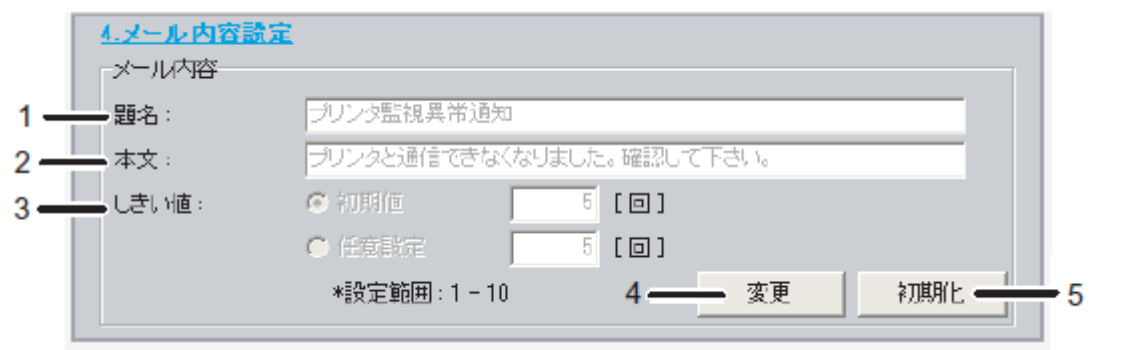 4.メール内容設定
メール内容
1 題名： プリンタ監視異常通知
2 本文： プリンタと通信できなくなりました。確認して下さい。
3 しきい値： 初期値 5 [回]
任意設定 5 [回]
*設定範囲：1 - 10 4 変更 初期化 5